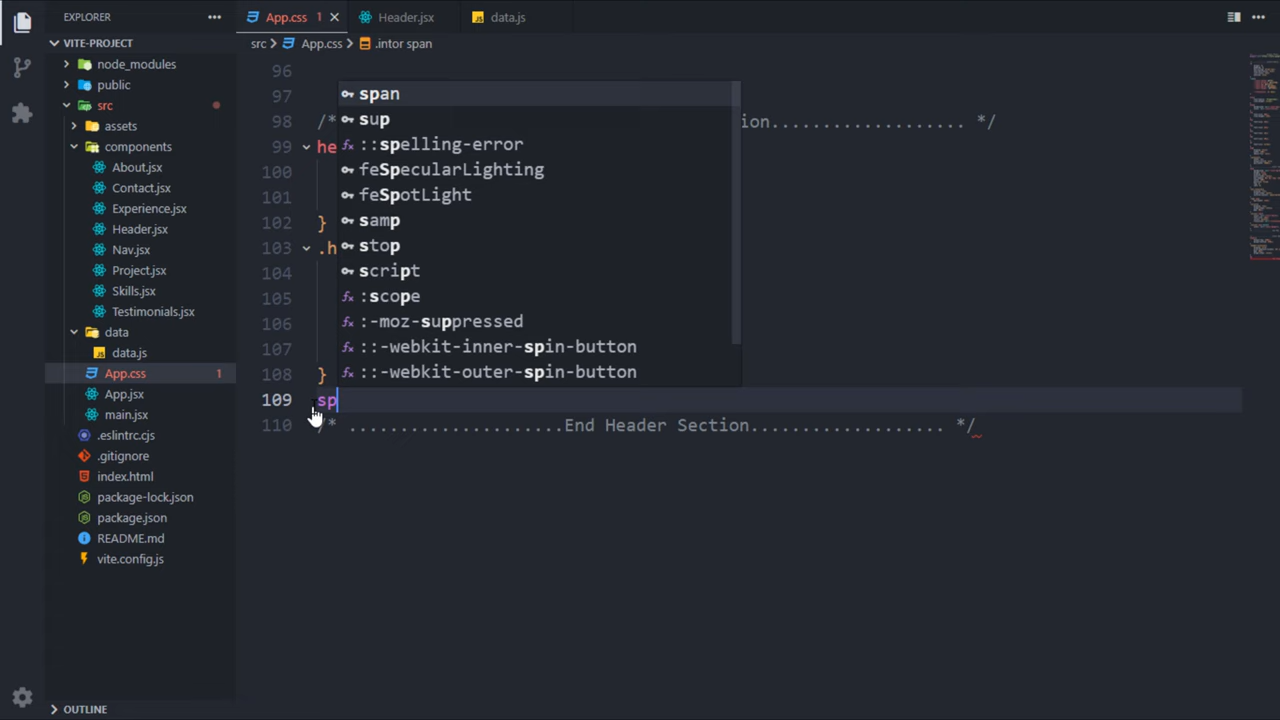 EXPLORER
App.css 1
Header.jsx
data.js
VITE-PROJECT
src App.css .intor span
node_modules
public
src
assets
components
About.jsx
Contact.jsx
Experience.jsx
Header.jsx
Nav.jsx
Project.jsx
Skills.jsx
Testimonials.jsx
data
data.js
App.css 1
App.jsx
main.jsx
.eslintrc.cjs
.gitignore
index.html
package-lock.json
package.json
README.md
vite.config.js
OUTLINE
96
97
98 /* ion................... */
99 he
100
101
102 }
103 .h
104
105
106
107
108 }
109 sp
110 /* .....................End Header Section................... */
span
sup
::spelling-error
feSpecularLighting
feSpotLight
samp
stop
script
:scope
:-moz-suppressed
::-webkit-inner-spin-button
::-webkit-outer-spin-button